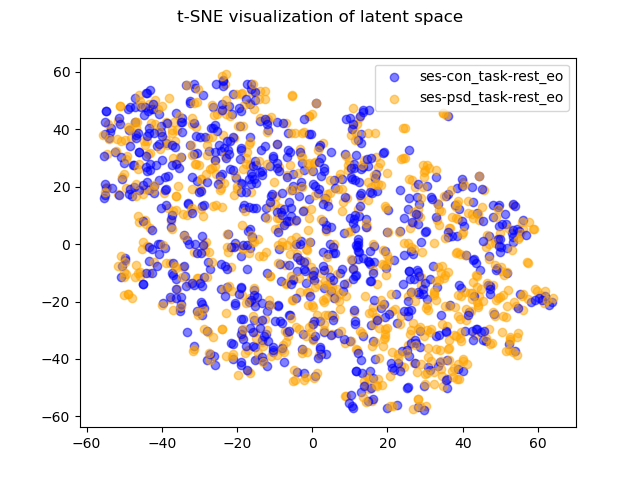 t-SNE visualization of latent space
ses-con_task-rest_eo
ses-psd_task-rest_eo
60
40
20
0
−20
−40
−60
−60 −40 −20 0 20 40 60